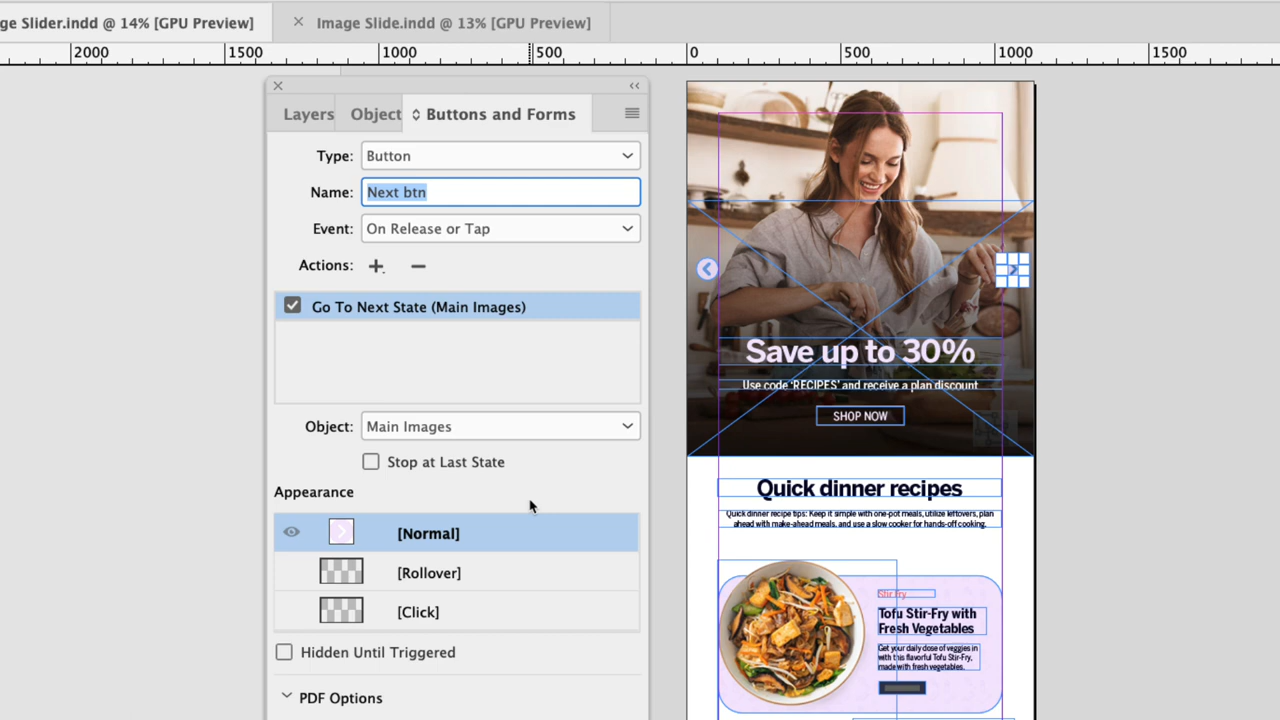 ge Slider.indd @ 14% [GPU Preview]
Image Slide.indd @ 13% [GPU Preview]
2000 1500 1000 500 0 500 1000 1500
Layers Object Buttons and Forms
Type: Button
Name: Next btn
Event: On Release or Tap
Actions:
Go To Next State (Main Images)
Object: Main Images
Stop at Last State
Appearance
[Normal]
[Rollover]
[Click]
Hidden Until Triggered
PDF Options
Save up to 30%
Use code ‘RECIPES’ and receive a plan discount
SHOP NOW
Quick dinner recipes
Quick dinner recipe tips: Keep it simple with one-pot meals, utilize leftovers, plan
ahead with make-ahead meals, and use a slow cooker for hands-off cooking.
Stir Fry
Tofu Stir-Fry with
Fresh Vegetables
Get your daily dose of veggies in
with this flavorful Tofu Stir-Fry,
made with fresh vegetables.